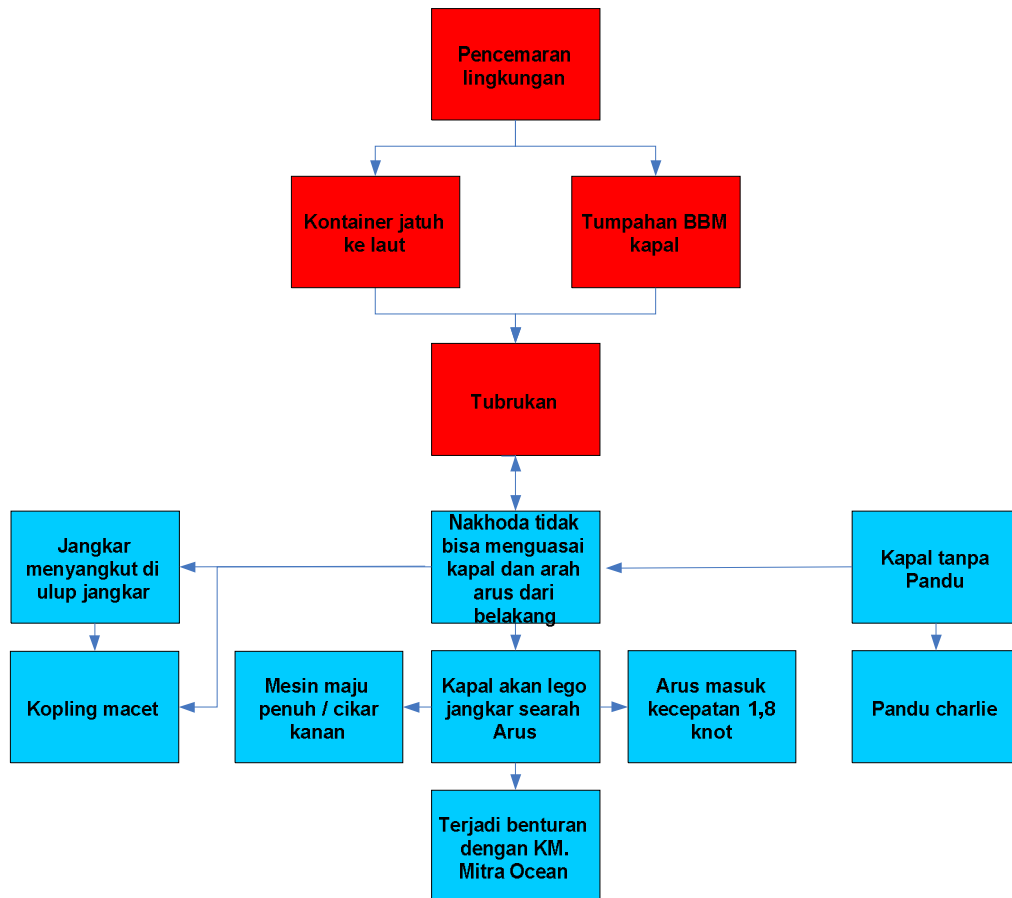 Pencemaran
lingkungan
Kontainer jatuh
ke laut
Tumpahan BBM
kapal
Tubrukan
Jangkar
menyangkut di
ulup jangkar
Nakhoda tidak
bisa menguasai
kapal dan arah
arus dari
belakang
Kapal tanpa
Pandu
Kopling macet
Mesin maju
penuh / cikar
kanan
Kapal akan lego
jangkar searah
Arus
Arus masuk
kecepatan 1,8
knot
Pandu charlie
Terjadi benturan
dengan KM.
Mitra Ocean